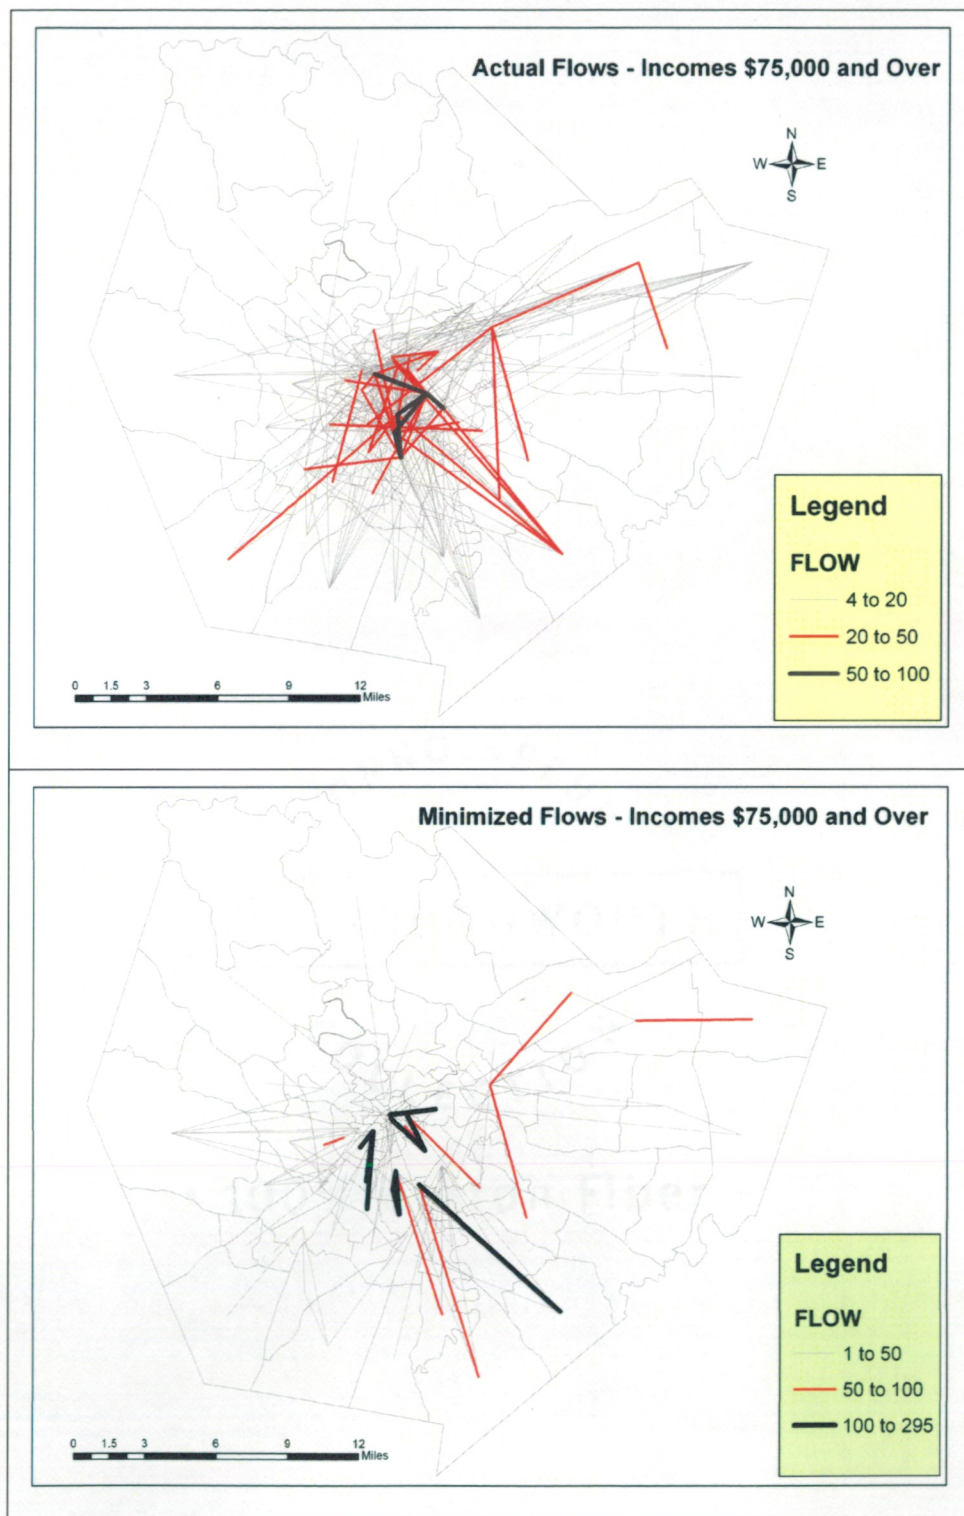 Actual Flows - Incomes $75,000 and Over
N
W E
S
Legend
FLOW
4 to 20
20 to 50
50 to 100
0 1.5 3 6 9 12
Miles
Minimized Flows - Incomes $75,000 and Over
N
W E
S
Legend
FLOW
1 to 50
50 to 100
100 to 295
0 1.5 3 6 9 12
Miles